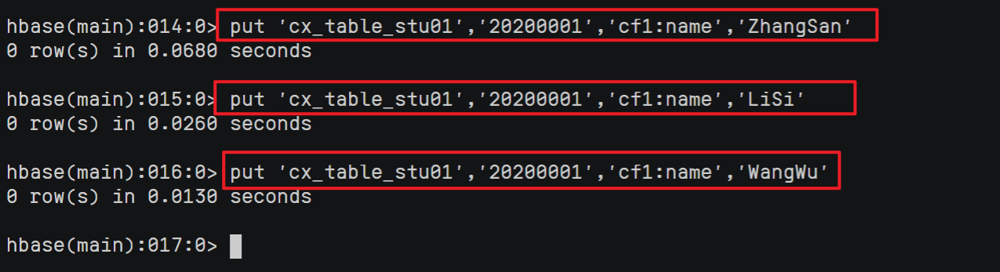 hbase(main):014:0> put 'cx_table_stu01','20200001','cf1:name','ZhangSan'
0 row(s) in 0.0680 seconds
hbase(main):015:0> put 'cx_table_stu01','20200001','cf1:name','LiSi'
0 row(s) in 0.0260 seconds
hbase(main):016:0> put 'cx_table_stu01','20200001','cf1:name','WangWu'
0 row(s) in 0.0130 seconds
hbase(main):017:0>